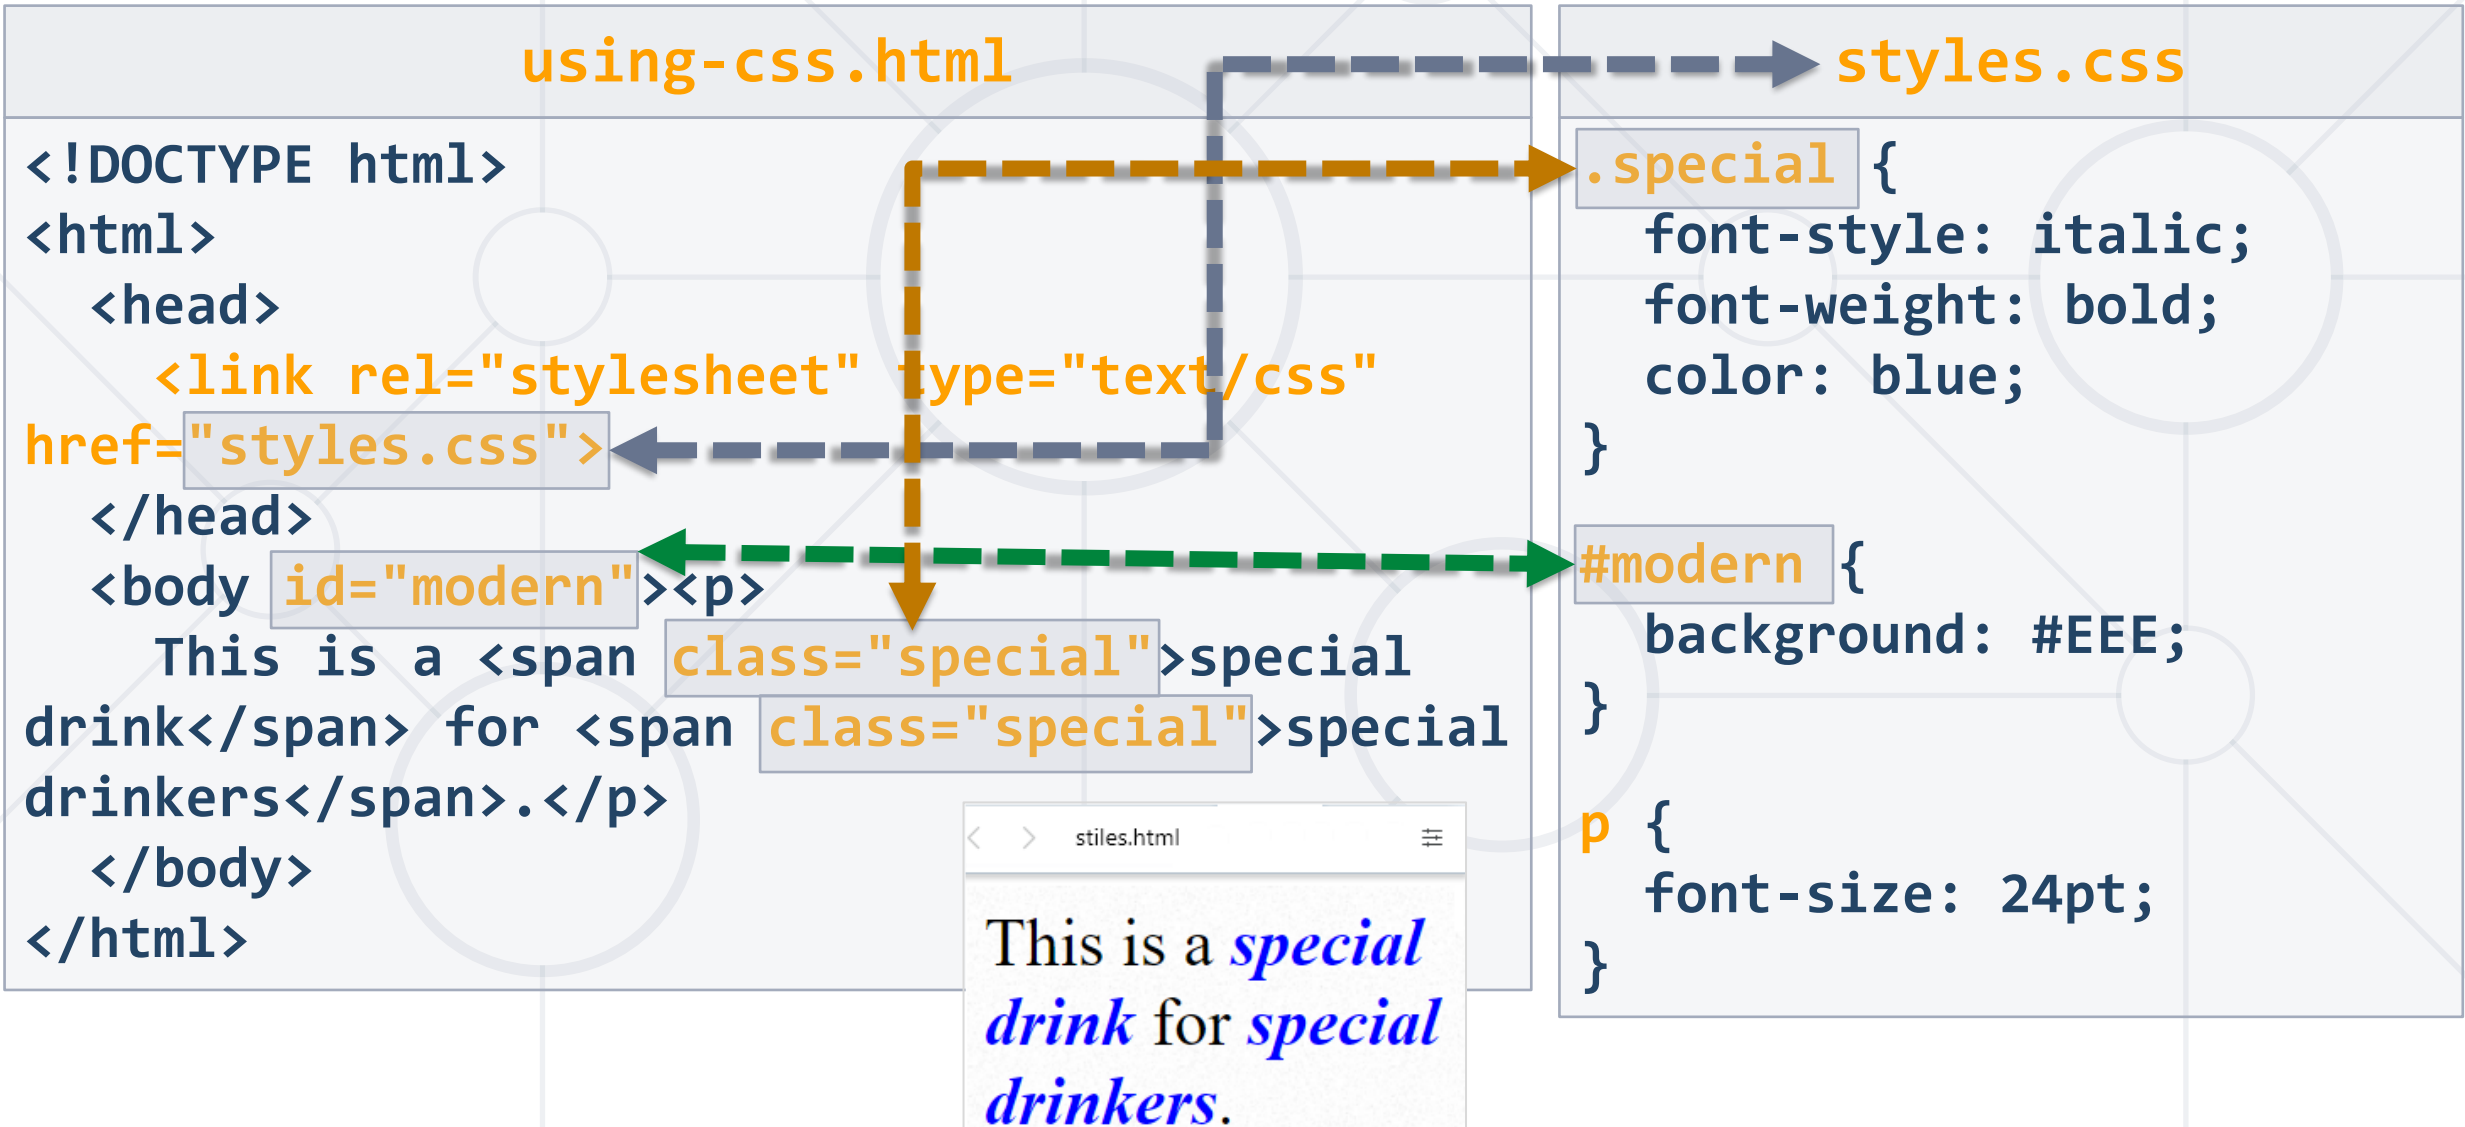 using-css.html
<!DOCTYPE html>
<html>
  <head>
    <link rel="stylesheet" type="text/css"
href="styles.css">
  </head>
  <body id="modern"><p>
    This is a <span class="special">special
drink</span> for <span class="special">special
drinkers</span>.</p>
  </body>
</html>
styles.css
.special {
  font-style: italic;
  font-weight: bold;
  color: blue;
}
#modern {
  background: #EEE;
}
p {
  font-size: 24pt;
}
stiles.html
This is a special
drink for special
drinkers.